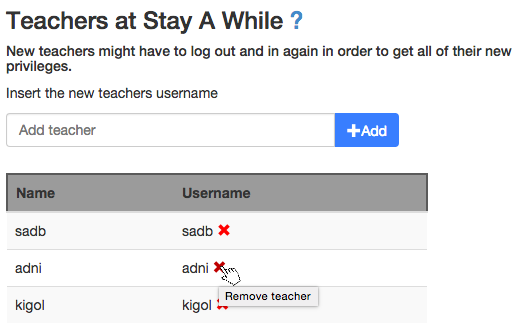 Teachers at Stay A While ?
New teachers might have to log out and in again in order to get all of their new
privileges.
Insert the new teachers username
Add teacher
+Add
Name Username
sadb sadb ✖
adni adni ✖
Remove teacher
kigol kigol ✖